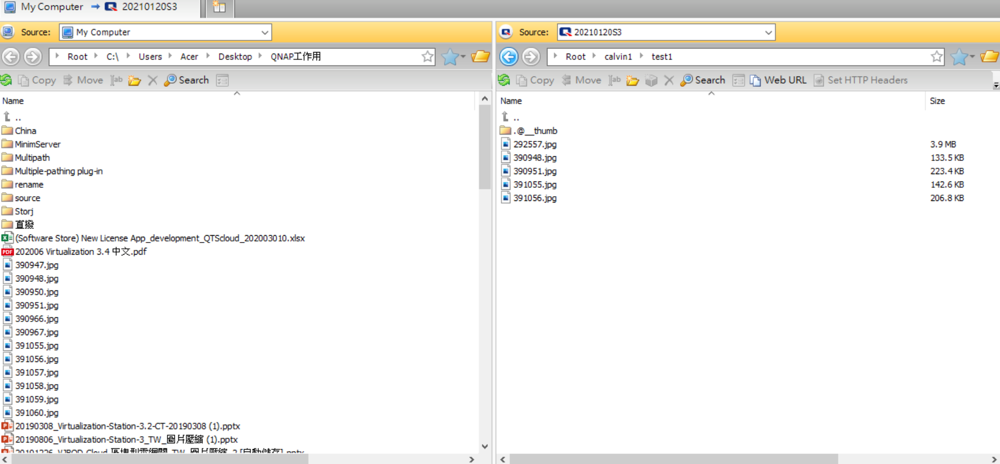 My Computer 20210120S3
Source: My Computer
Root C:\ Users Acer Desktop QNAP工作用
Copy Move ab Search
Name
..
China
MinimServer
Multipath
Multiple-pathing plug-in
rename
source
Storj
直撥
(Software Store) New License App_development_QTScloud_202003010.xlsx
202006 Virtualization 3.4 中文.pdf
390947.jpg
390948.jpg
390950.jpg
390951.jpg
390966.jpg
390967.jpg
391055.jpg
391056.jpg
391057.jpg
391058.jpg
391059.jpg
391060.jpg
20190308_Virtualization-Station-3.2-CT-20190308 (1).pptx
20190806_Virtualization-Station-3_TW_圖片壓縮 (1).pptx
Source: 20210120S3
Root calvin1 test1
Copy Move ab Search Web URL Set HTTP Headers
Name Size
..
.@__thumb
292557.jpg 3.9 MB
390948.jpg 133.5 KB
390951.jpg 223.4 KB
391055.jpg 142.6 KB
391056.jpg 206.8 KB